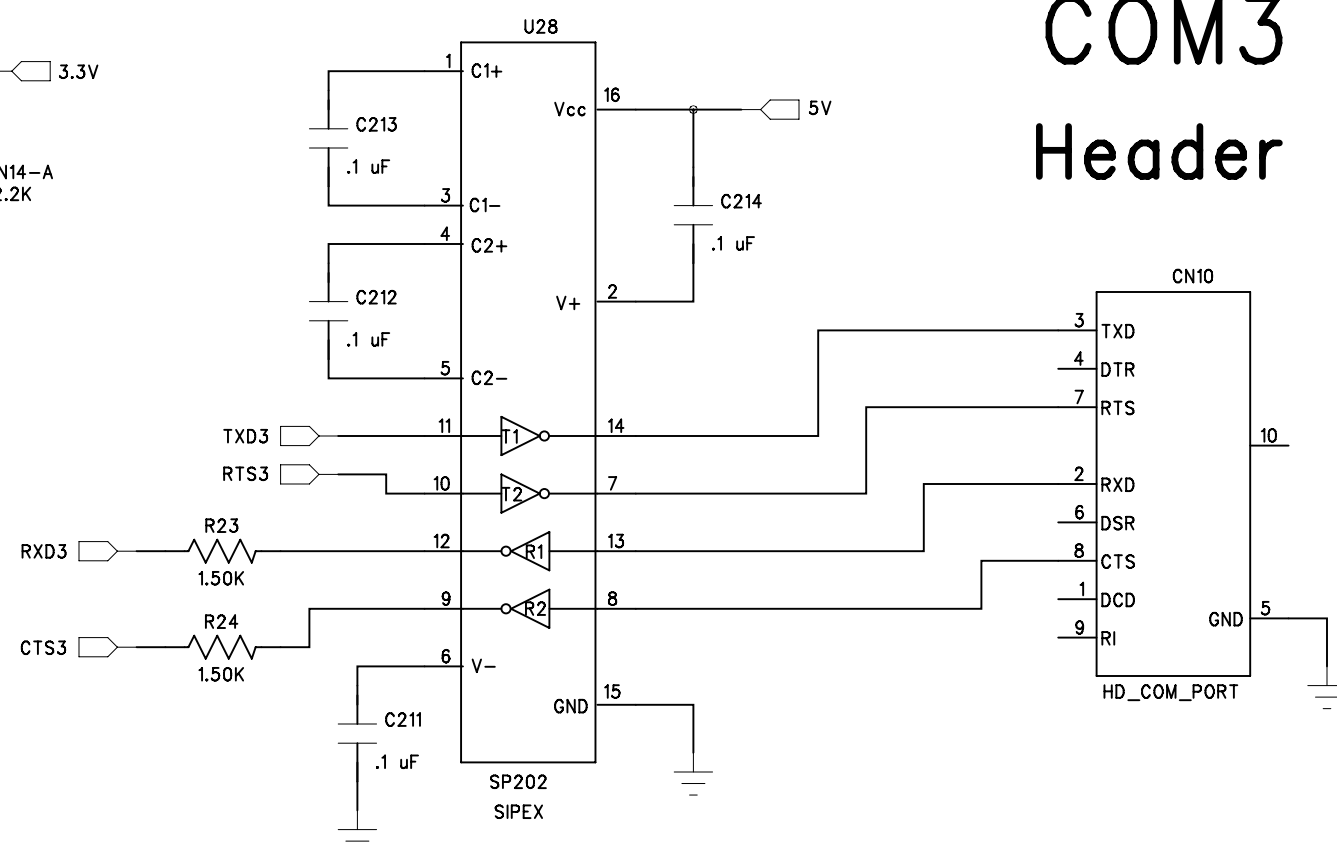 COM3
Header
3.3V
N14-A
2.2K
U28
1
C1+
C213
.1 uF
3
C1-
4
C2+
C212
.1 uF
5
C2-
16
Vcc
5V
C214
.1 uF
2
V+
TXD3
11
T1
14
RTS3
10
T2
7
RXD3
R23
1.50K
12
R1
13
CTS3
R24
1.50K
9
R2
8
6
V-
C211
.1 uF
15
GND
SP202
SIPEX
CN10
3
TXD
4
DTR
7
RTS
10
2
RXD
6
DSR
8
CTS
1
DCD
9
RI
GND
5
HD_COM_PORT